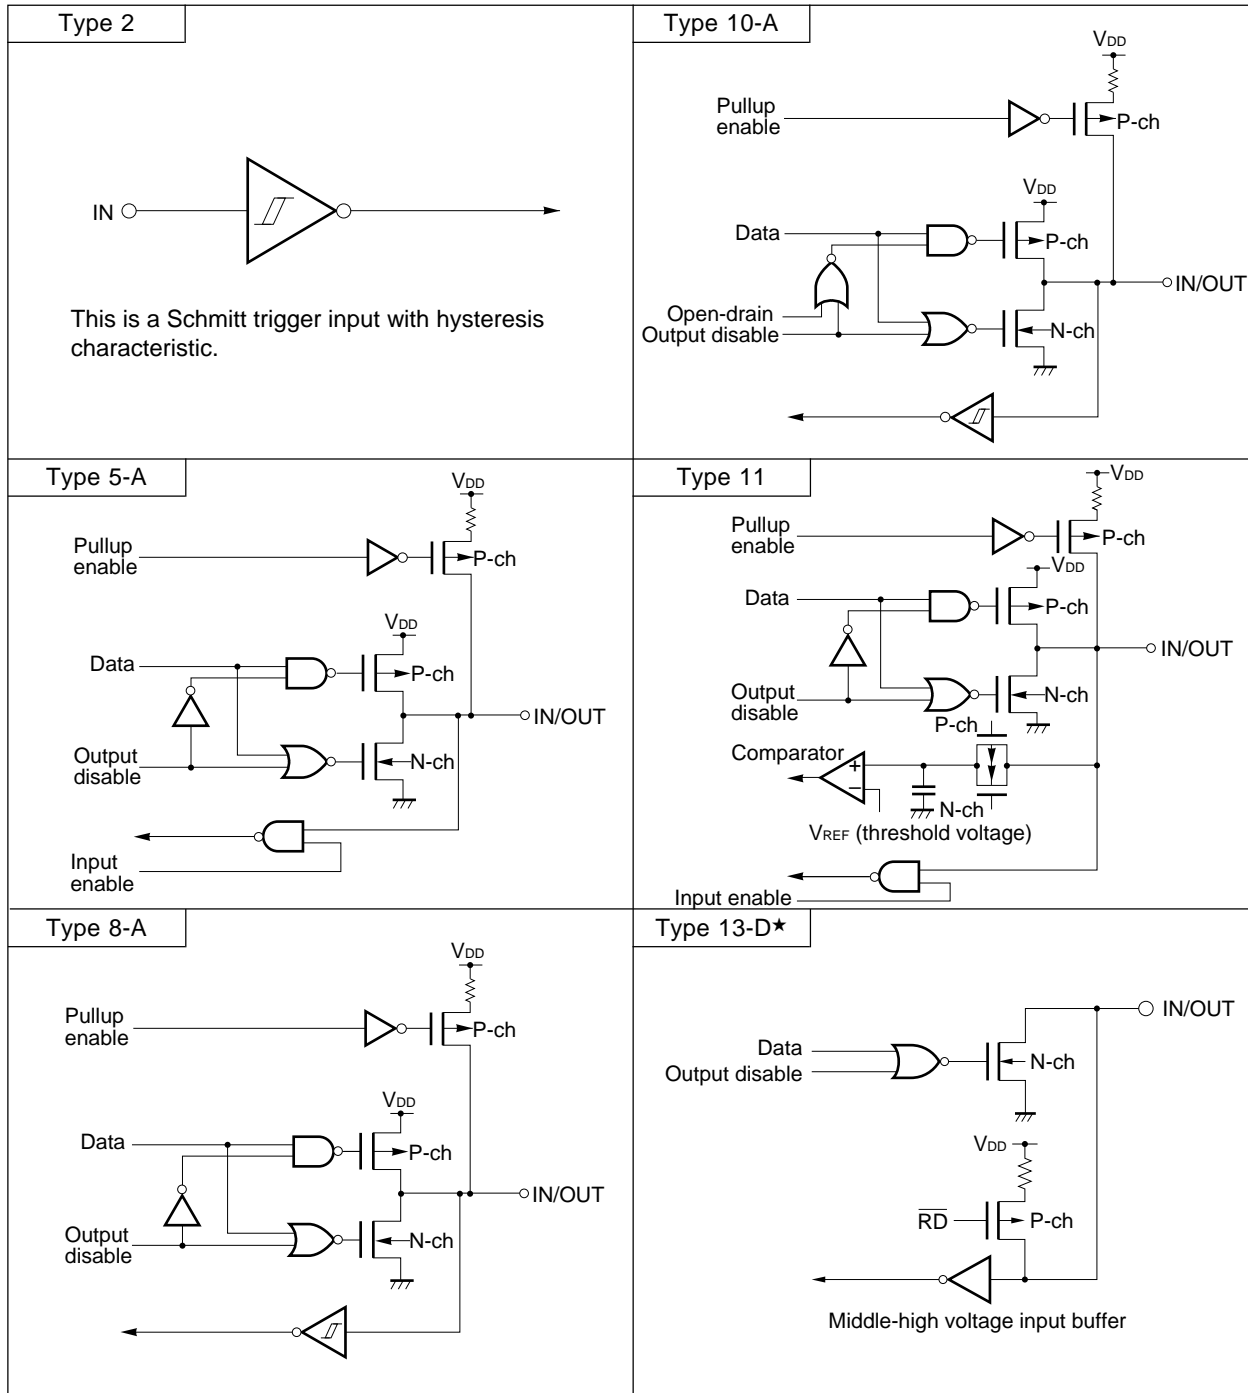 Type 2
IN
This is a Schmitt trigger input with hysteresis
characteristic.
Type 10-A
VDD
Pullup
enable
P-ch
VDD
Data
P-ch
IN/OUT
Open-drain
Output disable
N-ch
Type 5-A
VDD
Pullup
enable
P-ch
VDD
Data
P-ch
IN/OUT
Output
disable
N-ch
Input
enable
Type 11
VDD
Pullup
enable
P-ch
VDD
Data
P-ch
IN/OUT
Output
disable
N-ch
P-ch
Comparator
+
−
N-ch
VREF (threshold voltage)
Input enable
Type 8-A
VDD
Pullup
enable
P-ch
VDD
Data
P-ch
IN/OUT
Output
disable
N-ch
Type 13-D★
IN/OUT
Data
Output disable
N-ch
VDD
R̅D̅
P-ch
Middle-high voltage input buffer